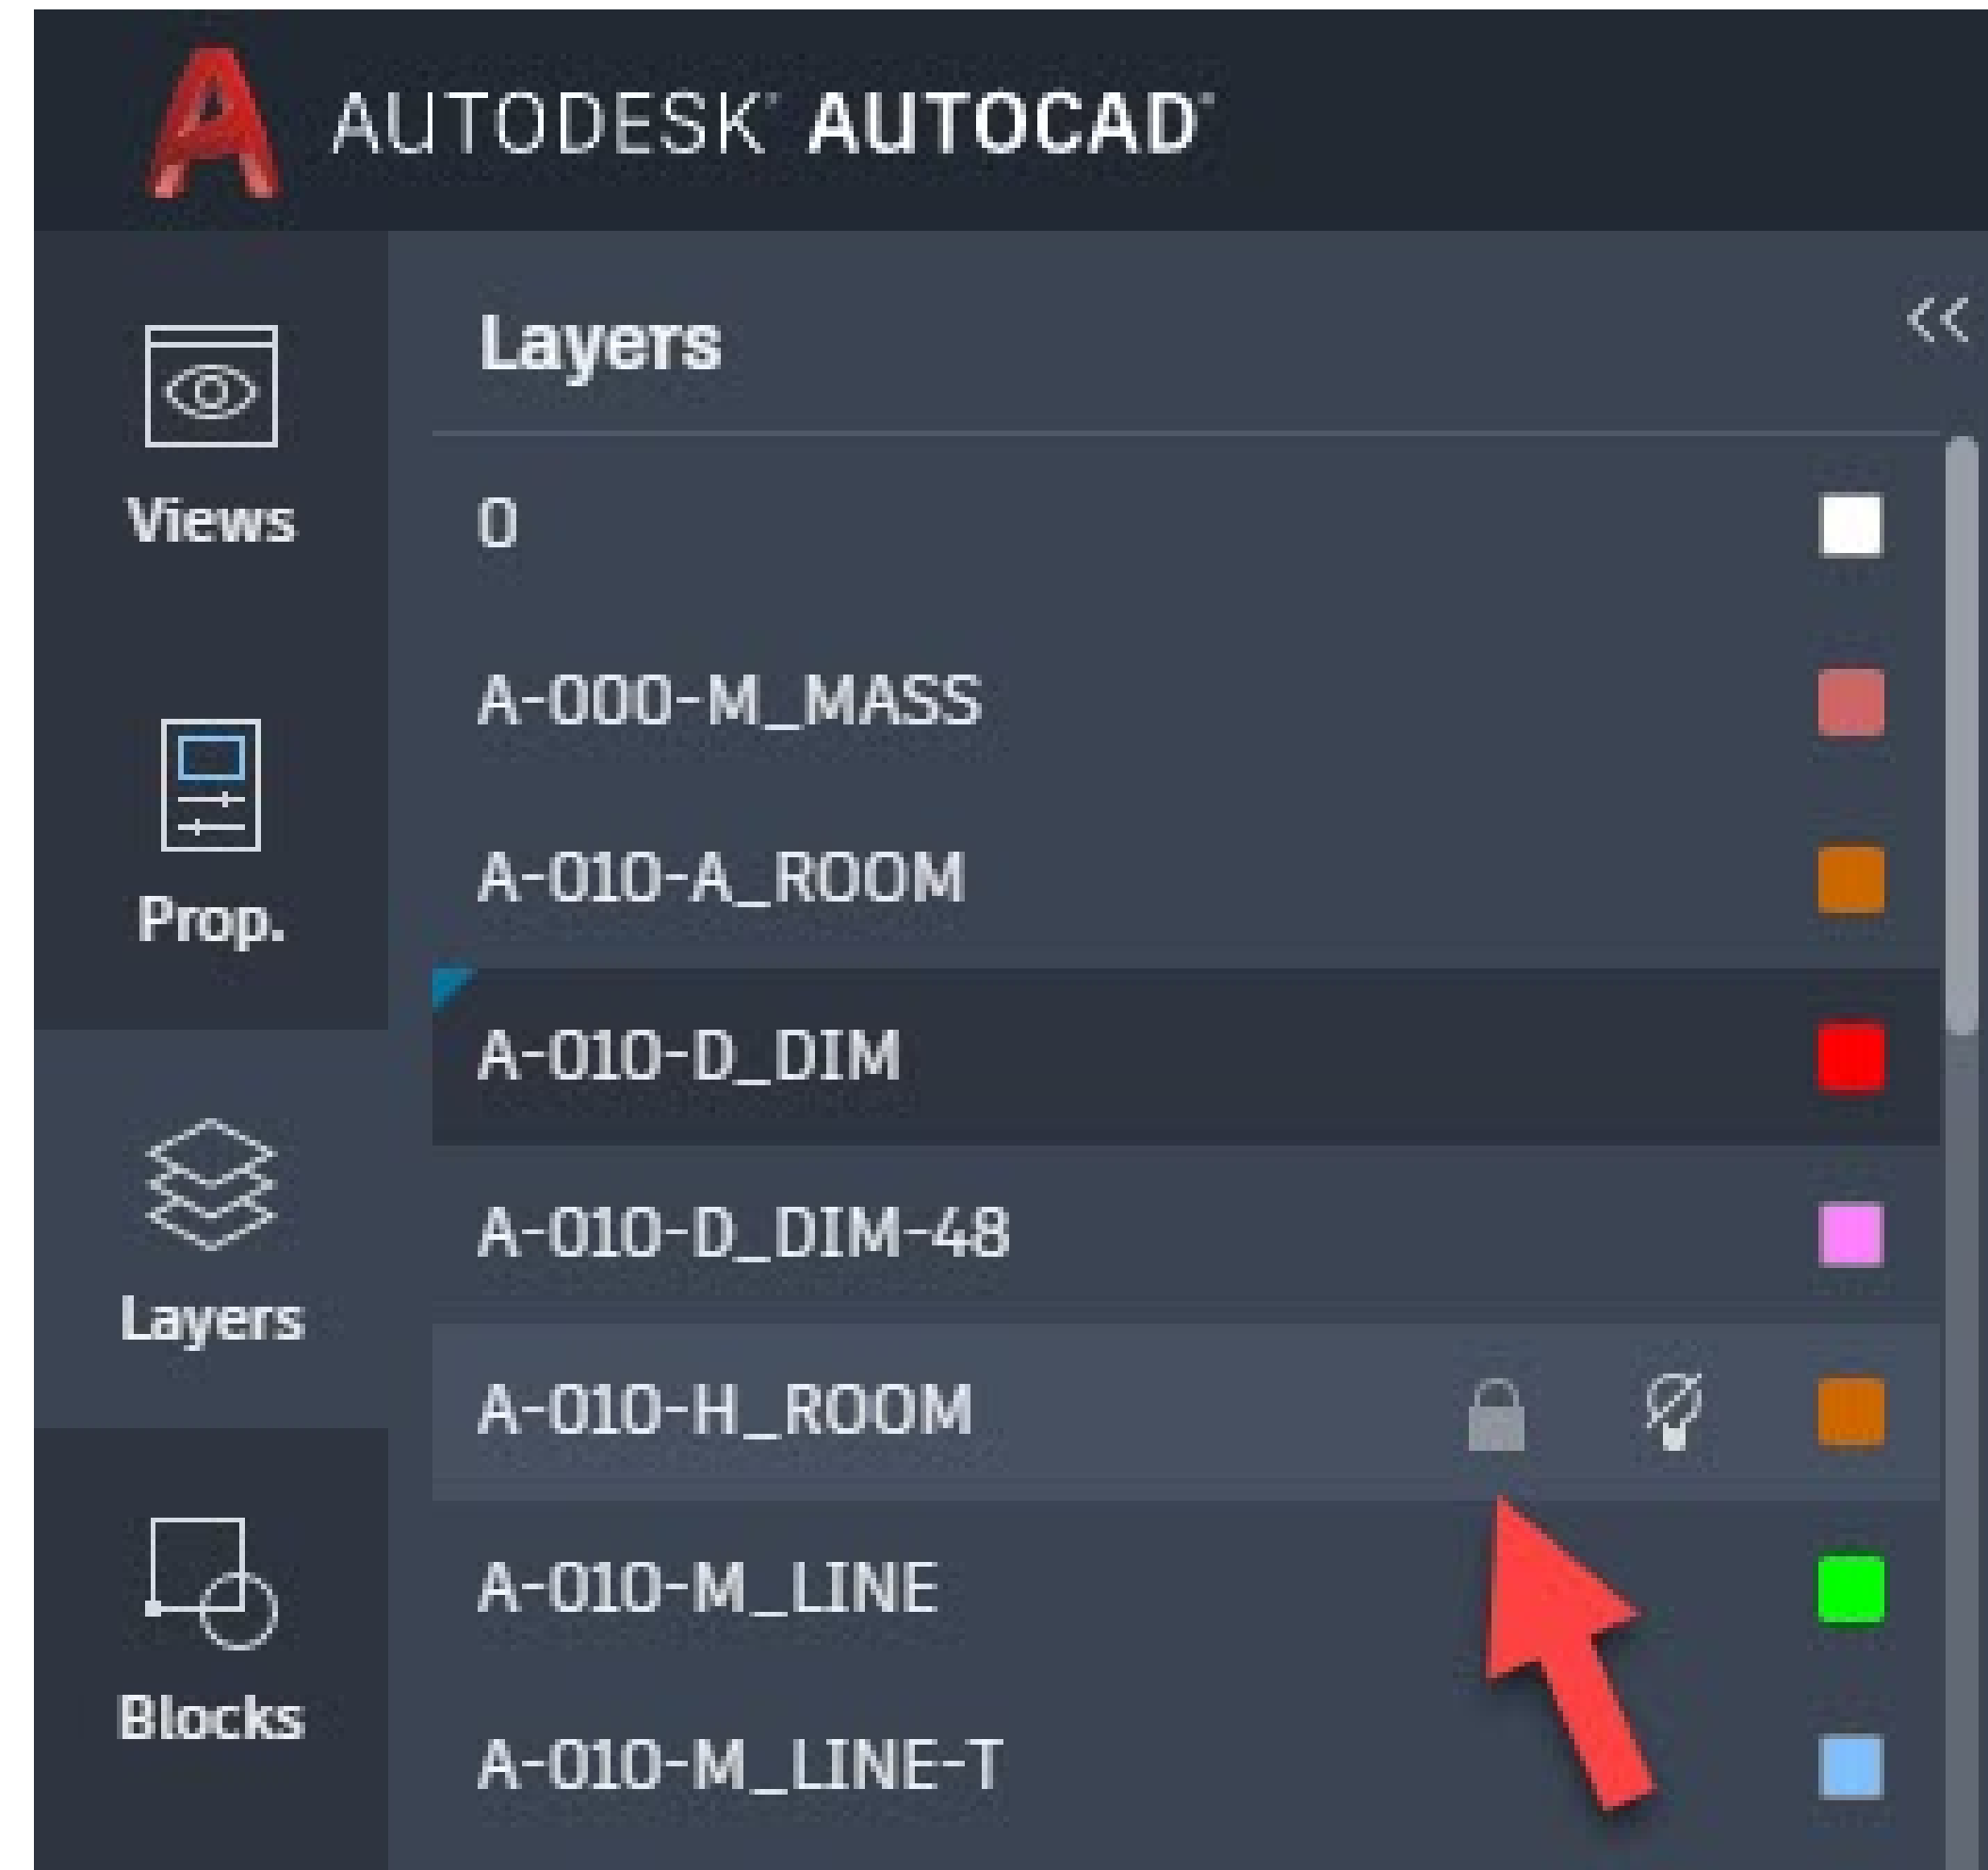 AUTODESK® AUTOCAD®
Layers
Views
0
A-000-M_MASS
Prop.
A-010-A_ROOM
A-010-D_DIM
Layers
A-010-D_DIM-48
A-010-H_ROOM
Blocks
A-010-M_LINE
A-010-M_LINE-T